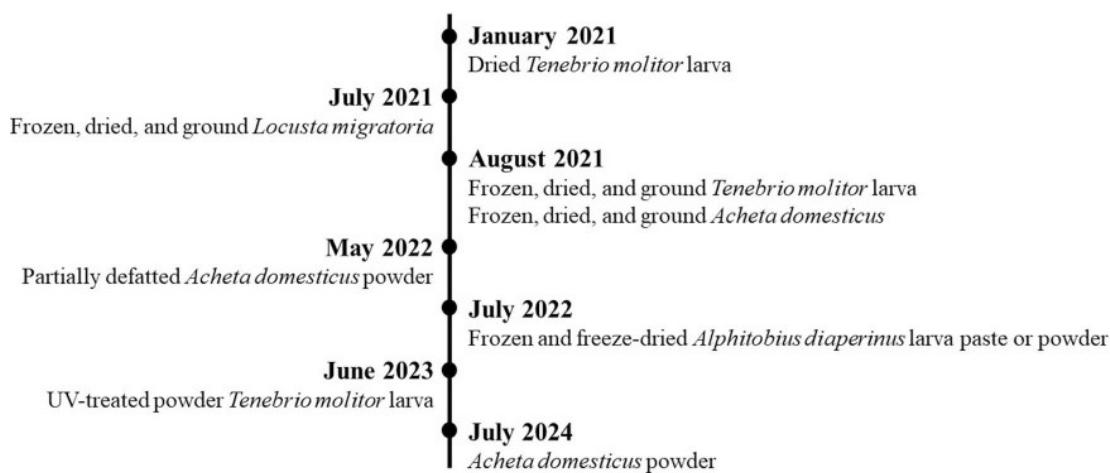 January 2021
Dried Tenebrio molitor larva
July 2021
Frozen, dried, and ground Locusta migratoria
August 2021
Frozen, dried, and ground Tenebrio molitor larva
Frozen, dried, and ground Acheta domesticus
May 2022
Partially defatted Acheta domesticus powder
July 2022
Frozen and freeze-dried Alphitobius diaperinus larva paste or powder
June 2023
UV-treated powder Tenebrio molitor larva
July 2024
Acheta domesticus powder